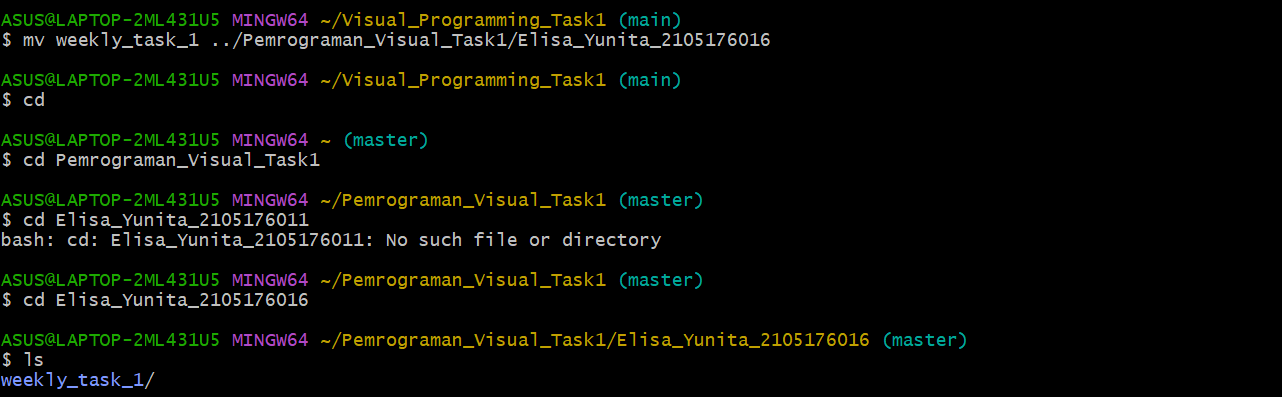 ASUS@LAPTOP-2ML431U5 MINGW64 ~/Visual_Programming_Task1 (main)
$ mv weekly_task_1 ../Pemrograman_Visual_Task1/Elisa_Yunita_2105176016
ASUS@LAPTOP-2ML431U5 MINGW64 ~/Visual_Programming_Task1 (main)
$ cd
ASUS@LAPTOP-2ML431U5 MINGW64 ~ (master)
$ cd Pemrograman_Visual_Task1
ASUS@LAPTOP-2ML431U5 MINGW64 ~/Pemrograman_Visual_Task1 (master)
$ cd Elisa_Yunita_2105176011
bash: cd: Elisa_Yunita_2105176011: No such file or directory
ASUS@LAPTOP-2ML431U5 MINGW64 ~/Pemrograman_Visual_Task1 (master)
$ cd Elisa_Yunita_2105176016
ASUS@LAPTOP-2ML431U5 MINGW64 ~/Pemrograman_Visual_Task1/Elisa_Yunita_2105176016 (master)
$ ls
weekly_task_1/